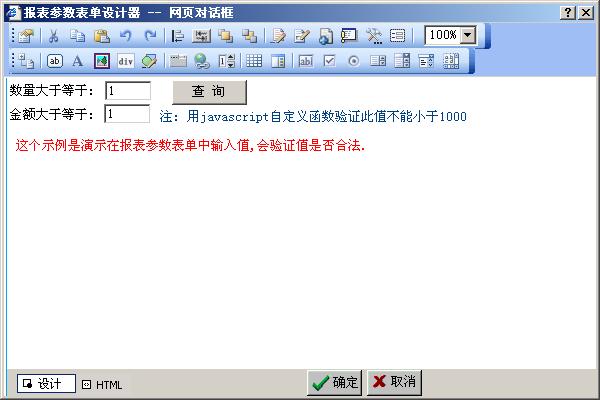 报表参数表单设计器 -- 网页对话框
100%
ab A div
ab
数量大于等于: 1 查 询
金额大于等于: 1 注: 用javascript自定义函数验证此值不能小于1000
这个示例是演示在报表参数表单中输入值,会验证值是否合法.
设计 HTML 确定 取消